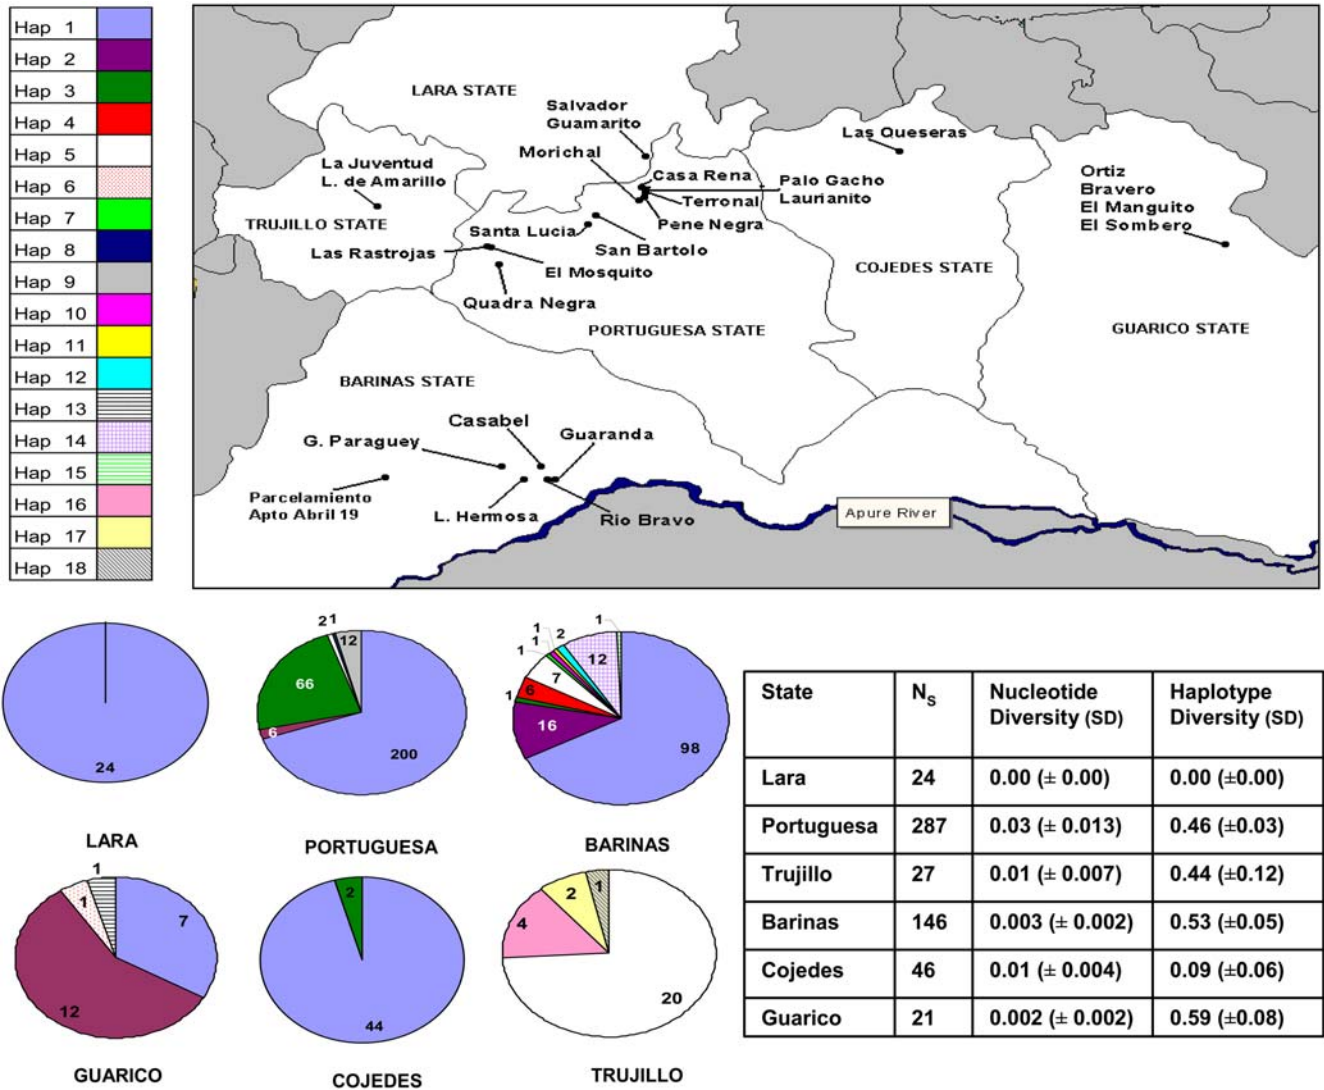 Hap 1
Hap 2
Hap 3
Hap 4
Hap 5
Hap 6
Hap 7
Hap 8
Hap 9
Hap 10
Hap 11
Hap 12
Hap 13
Hap 14
Hap 15
Hap 16
Hap 17
Hap 18
LARA STATE
Salvador
Guamarito
Morichal
Las Queseras
La Juventud
L. de Amarillo
Casa Rena
Palo Gacho
Laurianito
Terronal
Pene Negra
Ortiz
Bravero
El Manguito
El Sombero
TRUJILLO STATE
Santa Lucia
San Bartolo
Las Rastrojas
El Mosquito
Quadra Negra
COJEDES STATE
PORTUGUESA STATE
GUARICO STATE
BARINAS STATE
Casabel
G. Paraguey
Guaranda
Parcelamiento
Apto Abril 19
L. Hermosa
Rio Bravo
Apure River
24
LARA
2 1
12
66
6
200
PORTUGUESA
1
2
1
1
1
12
7
6
1
16
98
BARINAS
1
1
7
12
GUARICO
2
44
COJEDES
1
2
4
20
TRUJILLO
State NS Nucleotide Diversity (SD) Haplotype Diversity (SD)
Lara 24 0.00 (± 0.00) 0.00 (±0.00)
Portuguesa 287 0.03 (± 0.013) 0.46 (±0.03)
Trujillo 27 0.01 (± 0.007) 0.44 (±0.12)
Barinas 146 0.003 (± 0.002) 0.53 (±0.05)
Cojedes 46 0.01 (± 0.004) 0.09 (±0.06)
Guarico 21 0.002 (± 0.002) 0.59 (±0.08)